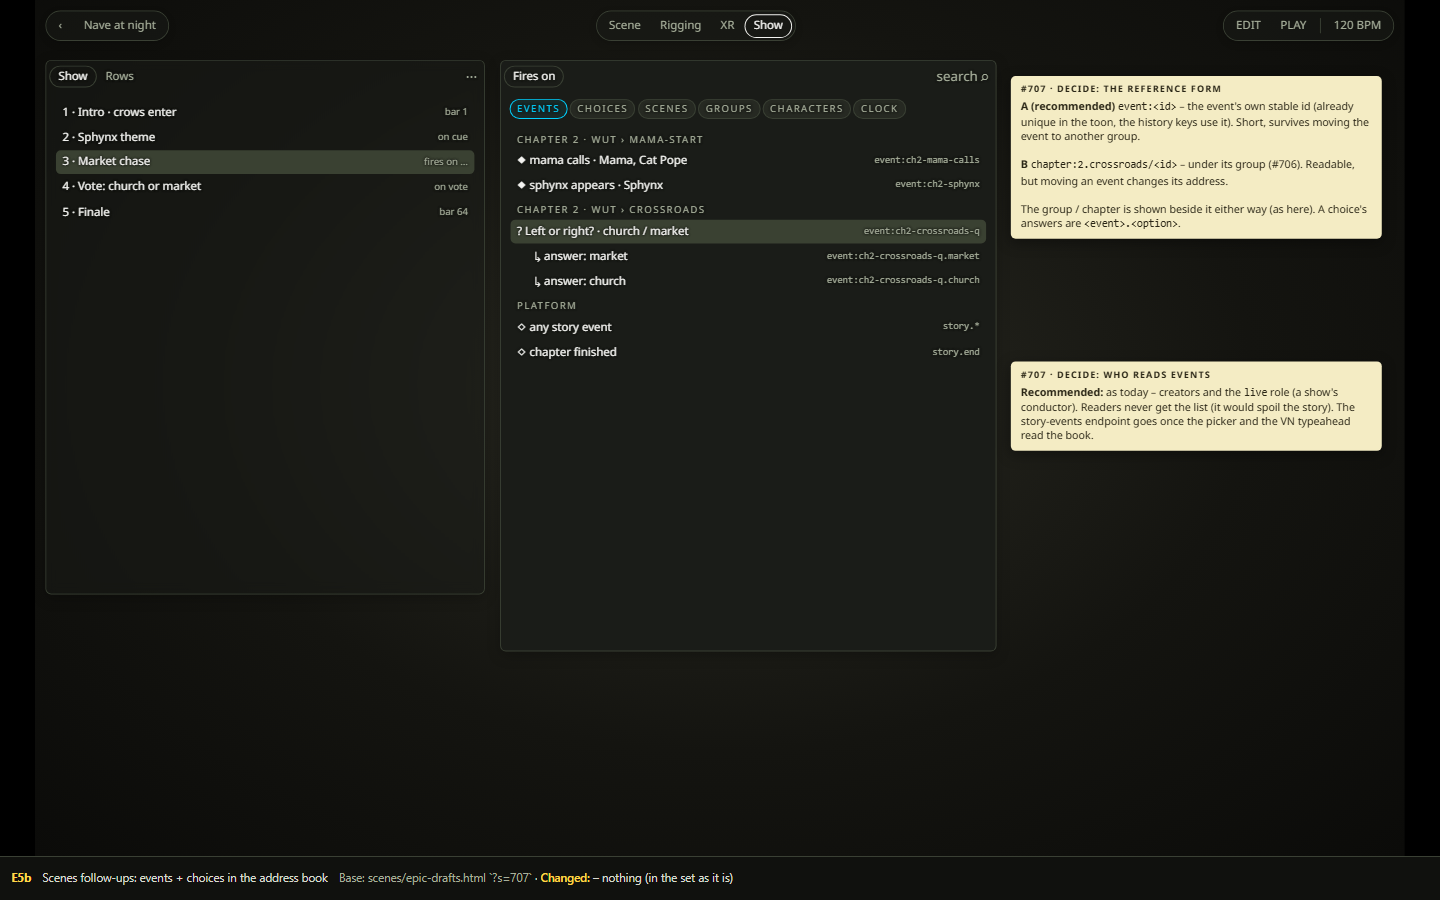 ‹ Nave at night
Scene Rigging XR Show
EDIT PLAY 120 BPM
Show Rows ...
1 · Intro · crows enter bar 1
2 · Sphynx theme on cue
3 · Market chase fires on ...
4 · Vote: church or market on vote
5 · Finale bar 64
Fires on search ⌕
EVENTS CHOICES SCENES GROUPS CHARACTERS CLOCK
CHAPTER 2 · WUT › MAMA-START
◆ mama calls · Mama, Cat Pope event:ch2-mama-calls
◆ sphynx appears · Sphynx event:ch2-sphynx
CHAPTER 2 · WUT › CROSSROADS
? Left or right? · church / market event:ch2-crossroads-q
↳ answer: market event:ch2-crossroads-q.market
↳ answer: church event:ch2-crossroads-q.church
PLATFORM
◇ any story event story.*
◇ chapter finished story.end
#707 · DECIDE: THE REFERENCE FORM
A (recommended) event:<id> – the event's own stable id (already
unique in the toon, the history keys use it). Short, survives moving the
event to another group.
B chapter:2.crossroads/<id> – under its group (#706). Readable,
but moving an event changes its address.
The group / chapter is shown beside it either way (as here). A choice's
answers are <event>.<option>.
#707 · DECIDE: WHO READS EVENTS
Recommended: as today – creators and the live role (a show's
conductor). Readers never get the list (it would spoil the story). The
story-events endpoint goes once the picker and the VN typeahead
read the book.
E5b Scenes follow-ups: events + choices in the address book Base: scenes/epic-drafts.html `?s=707` · Changed: – nothing (in the set as it is)